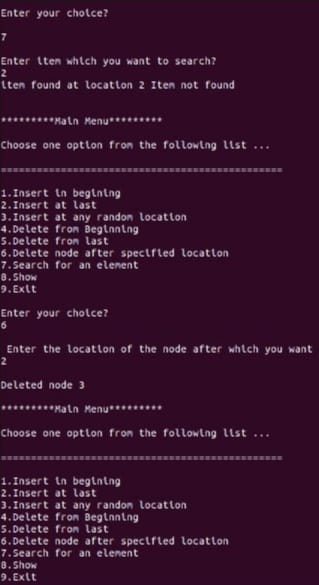 Enter your choice?
7
Enter item which you want to search?
2
item found at location 2 Item not found
*********Main Menu*********
Choose one option from the following list ...
===============================================
1.Insert in begining
2.Insert at last
3.Insert at any random location
4.Delete from Beginning
5.Delete from last
6.Delete node after specified location
7.Search for an element
8.Show
9.Exit
Enter your choice?
6
Enter the location of the node after which you want
2
Deleted node 3
*********Main Menu*********
Choose one option from the following list ...
===============================================
1.Insert in begining
2.Insert at last
3.Insert at any random location
4.Delete from Beginning
5.Delete from last
6.Delete node after specified location
7.Search for an element
8.Show
9.Exit